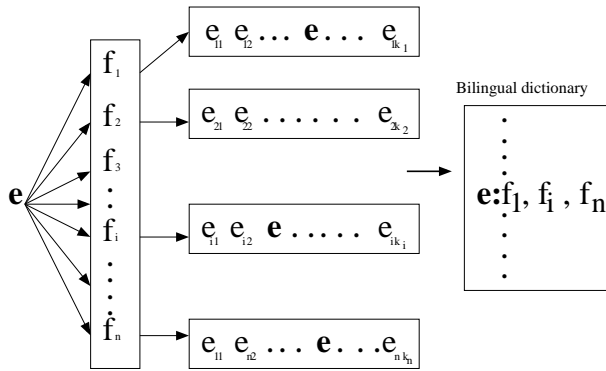 e
f1
f2
f3
.
fi
. . . .
fn
e11 e12 ... e ... e1k1
e21 e22 ...... e2k2
ei1 ei2 e ..... eiki
e11 en2 ... e ...enkn
Bilingual dictionary
. . . . .
e:f1, fi , fn
. . . . .